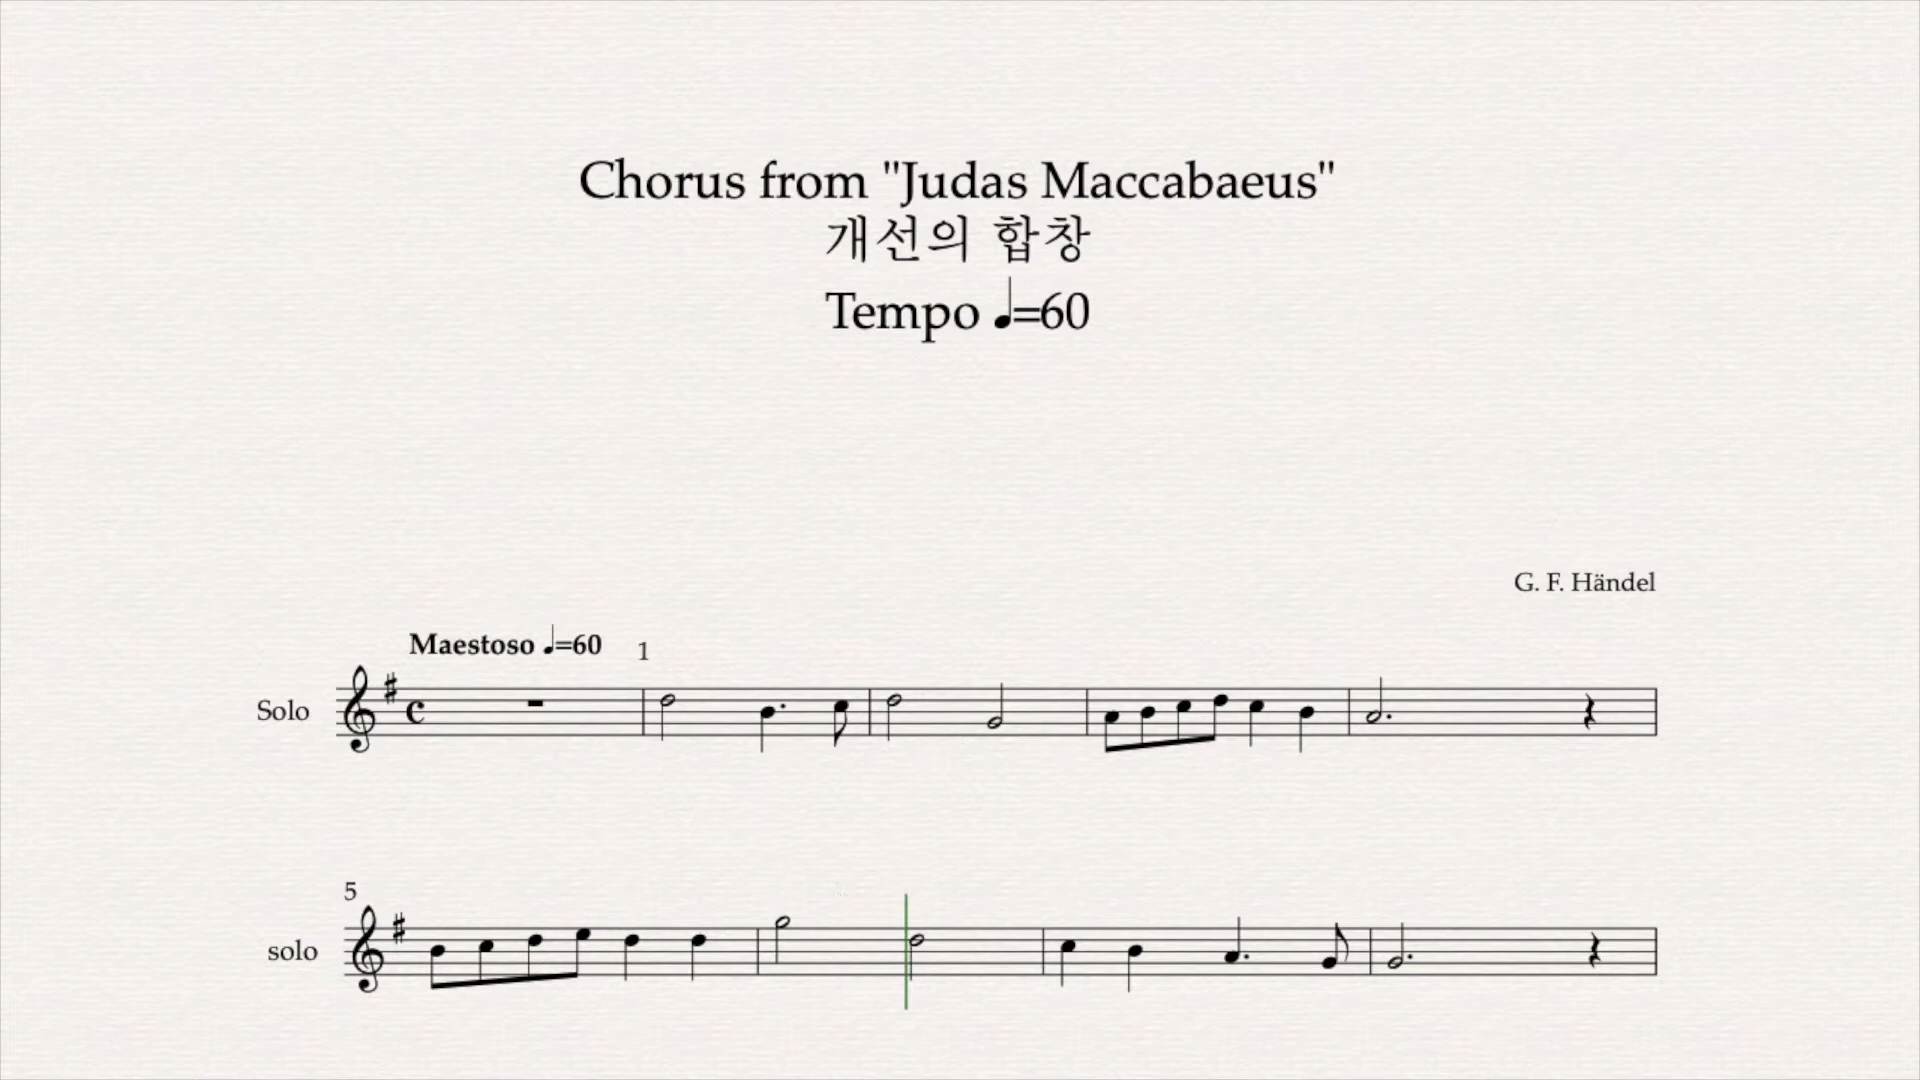 Chorus from "Judas Maccabaeus"
개선의 합창
Tempo ♩=60
G. F. Händel
Maestoso ♩=60
1
Solo
5
solo